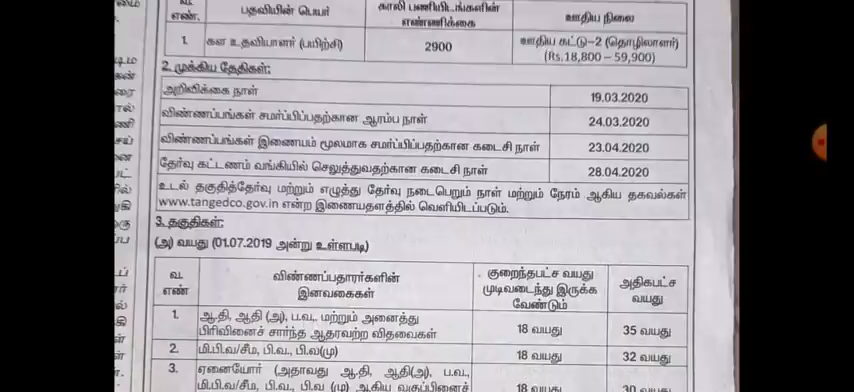 வ. எண்.
பதவியின் பெயர்
காலி பணியிடங்களின் எண்ணிக்கை
ஊதிய நிலை
1.
கள உதவியாளர் (பயிற்சி)
2900
ஊதிய கட்டு-2 (தொழிலாளர்)
(Rs.18,800 – 59,900)
2. முக்கிய தேதிகள்:
அறிவிக்கை நாள் 19.03.2020
விண்ணப்பங்கள் சமர்ப்பிப்பதற்கான ஆரம்ப நாள் 24.03.2020
விண்ணப்பங்கள் இணையம் மூலமாக சமர்ப்பிப்பதற்கான கடைசி நாள் 23.04.2020
தேர்வு கட்டணம் வங்கியில் செலுத்துவதற்கான கடைசி நாள் 28.04.2020
உடல் தகுதித்தேர்வு மற்றும் எழுத்து தேர்வு நடைபெறும் நாள் மற்றும் நேரம் ஆகிய தகவல்கள்
www.tangedco.gov.in என்ற இணையதளத்தில் வெளியிடப்படும்.
3. தகுதிகள்:
(அ) வயது (01.07.2019 அன்று உள்ளபடி)
வ. எண்
விண்ணப்பதாரர்களின்
இனவகைகள்
குறைந்தபட்ச வயது
முடிவடைந்து இருக்க
வேண்டும்
அதிகபட்ச
வயது
1.
ஆ.தி, ஆதி (அ), ப.வ,. மற்றும் அனைத்து
பிரிவினைச் சார்ந்த ஆதரவற்ற விதவைகள்
18 வயது
35 வயது
2. மி.பி.வ/சீம, பி.வ., பி.வ(மு) 18 வயது 32 வயது
3.
ஏனையோர் (அதாவது ஆ.தி, ஆதி(அ), ப.வ.,
மி.பி.வ/சீம, பி.வ., பி.வ (மு) ஆகிய வகுப்பினைச்
18 வயது
30 வயது